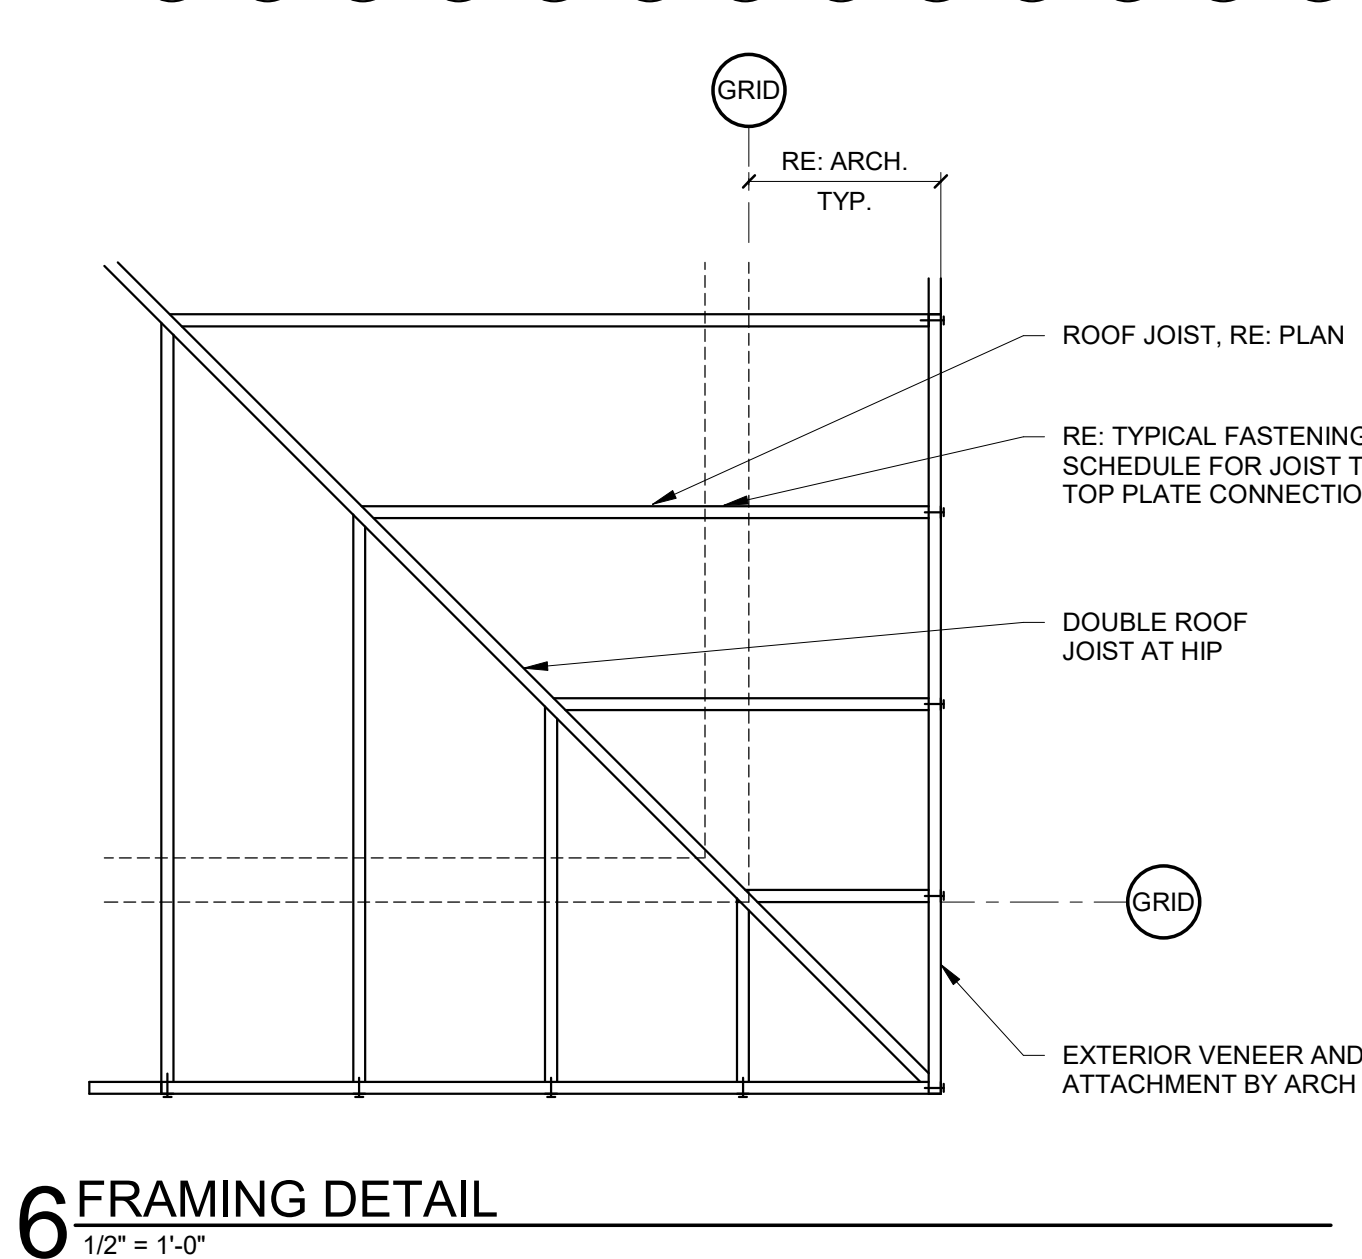 GRID
RE: ARCH.
TYP.
ROOF JOIST, RE: PLAN
RE: TYPICAL FASTENING
SCHEDULE FOR JOIST T
TOP PLATE CONNECTIO
DOUBLE ROOF
JOIST AT HIP
GRID
EXTERIOR VENEER AND
ATTACHMENT BY ARCH
6 FRAMING DETAIL
1/2" = 1'-0"